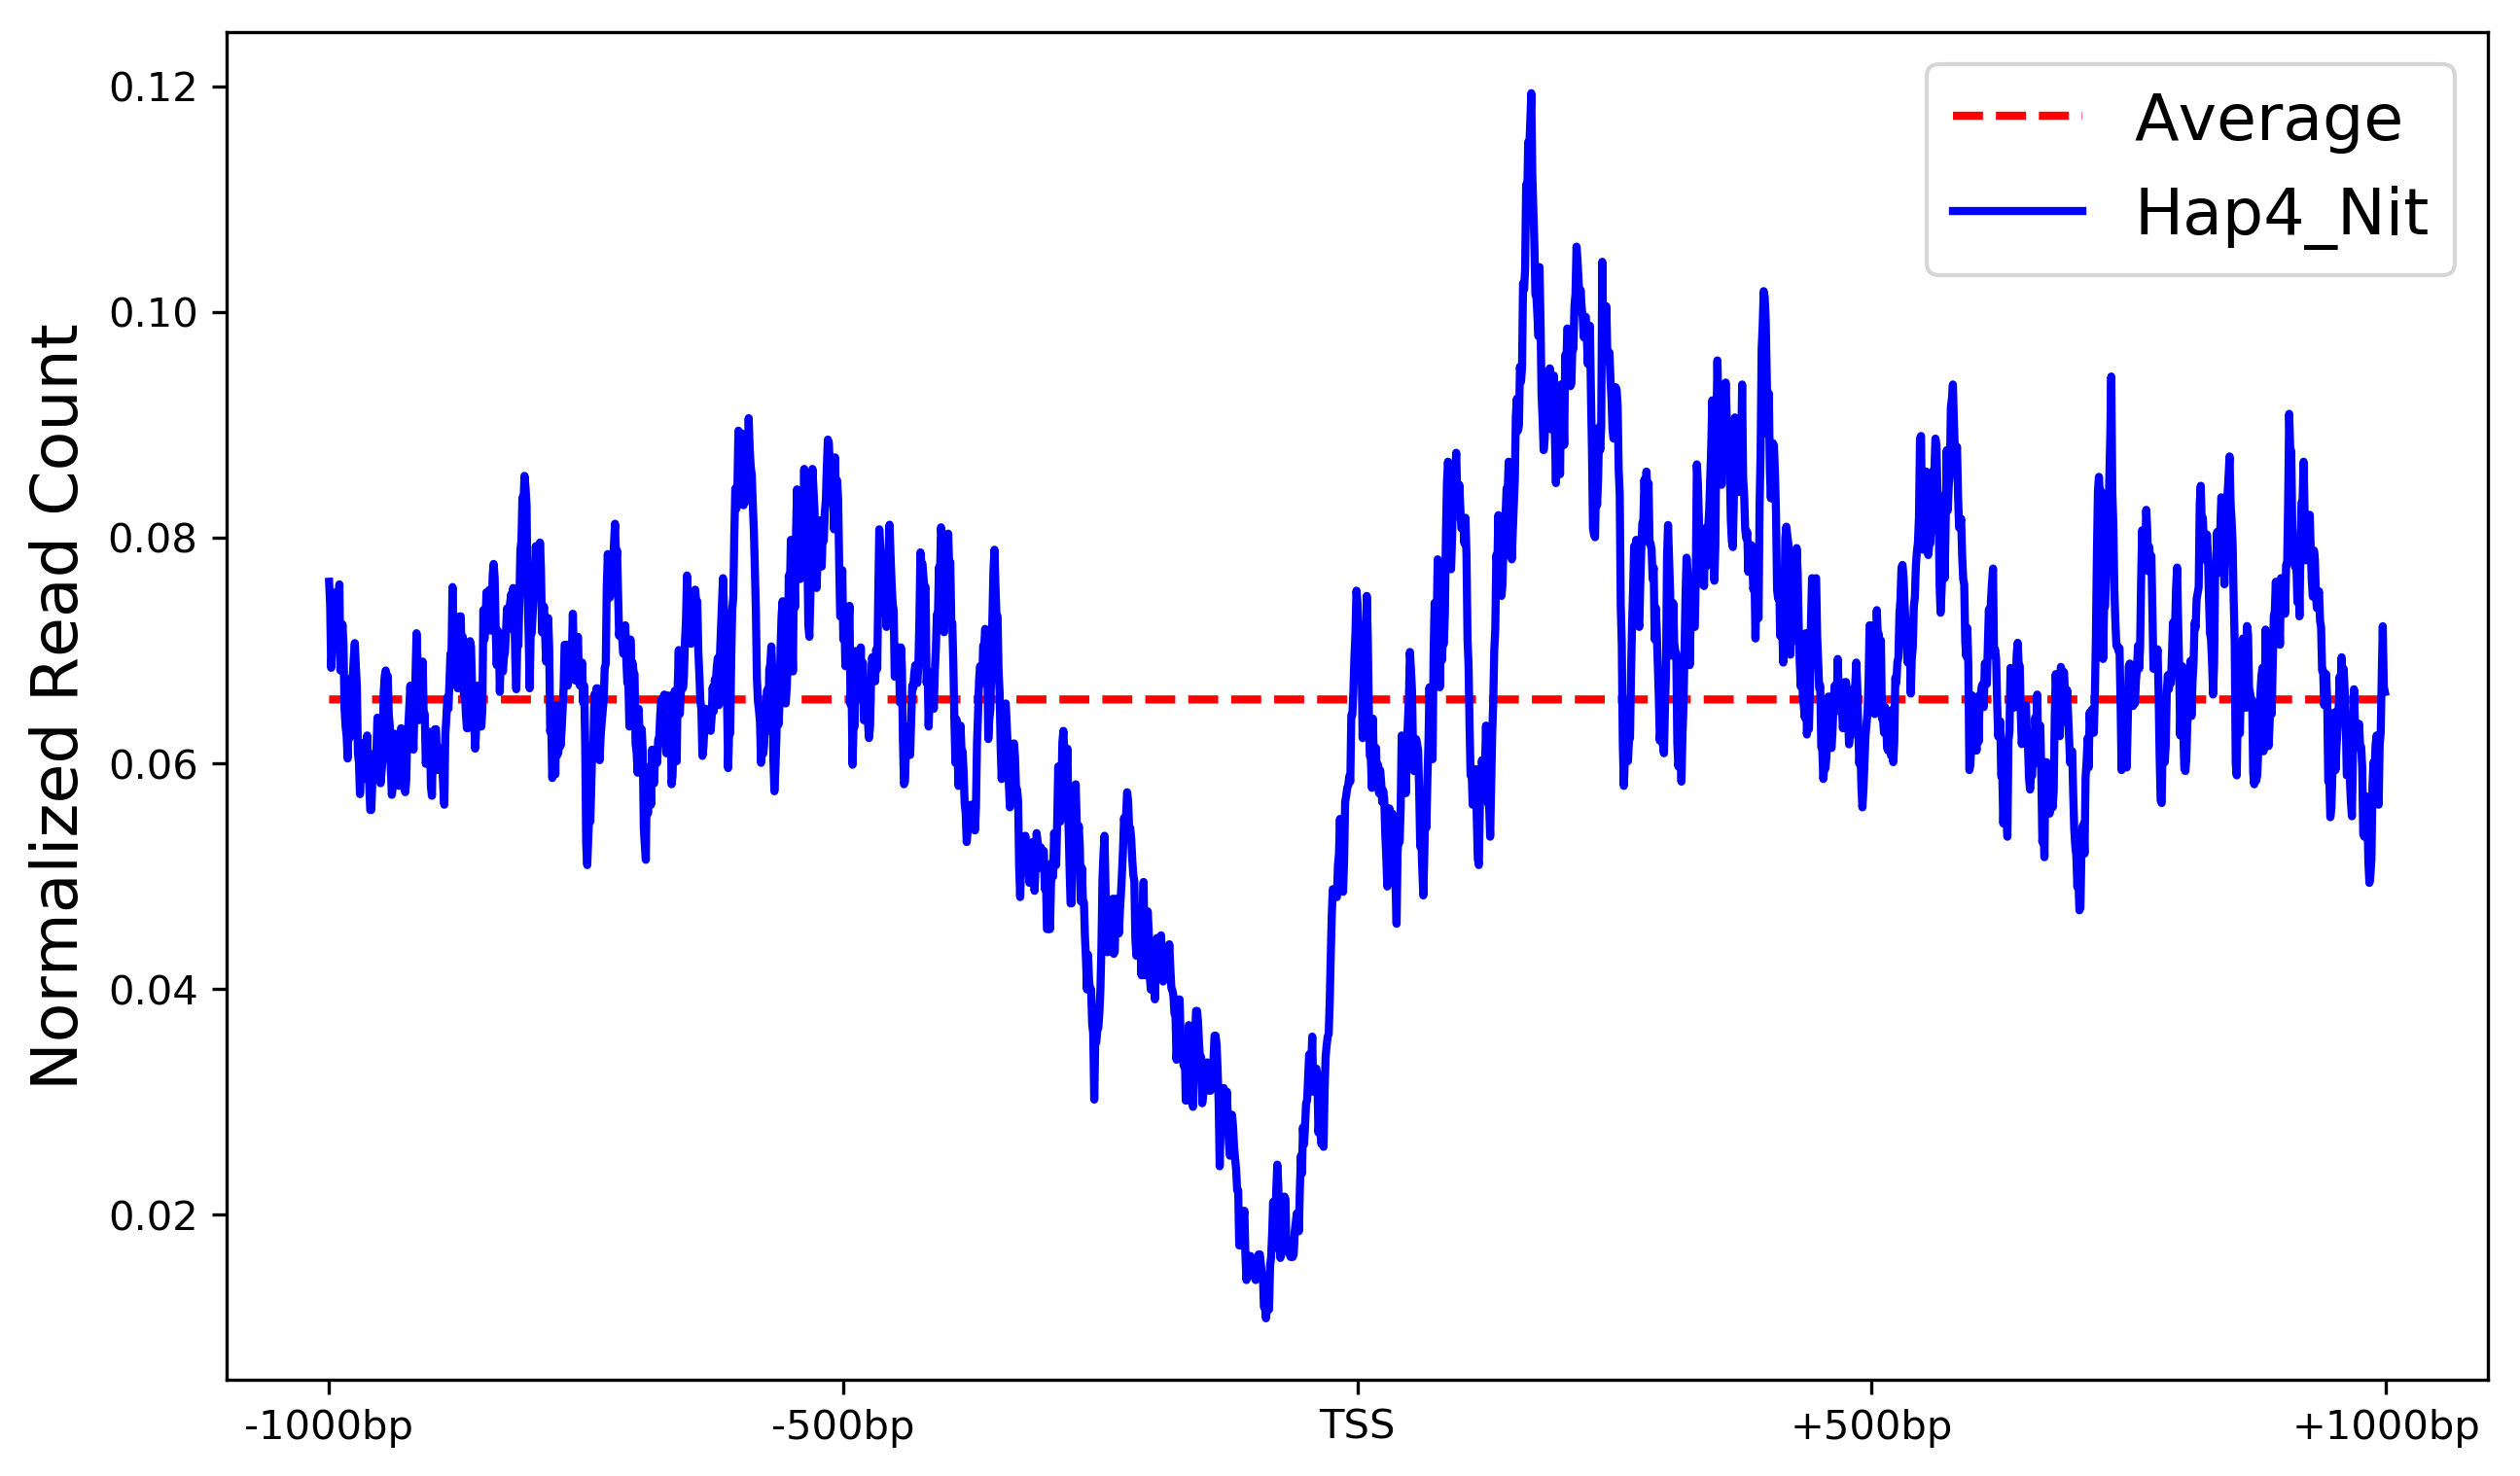 Normalized Read Count
0.12
0.10
0.08
0.06
0.04
0.02
-1000bp
-500bp
TSS
+500bp
+1000bp
Average
Hap4_Nit